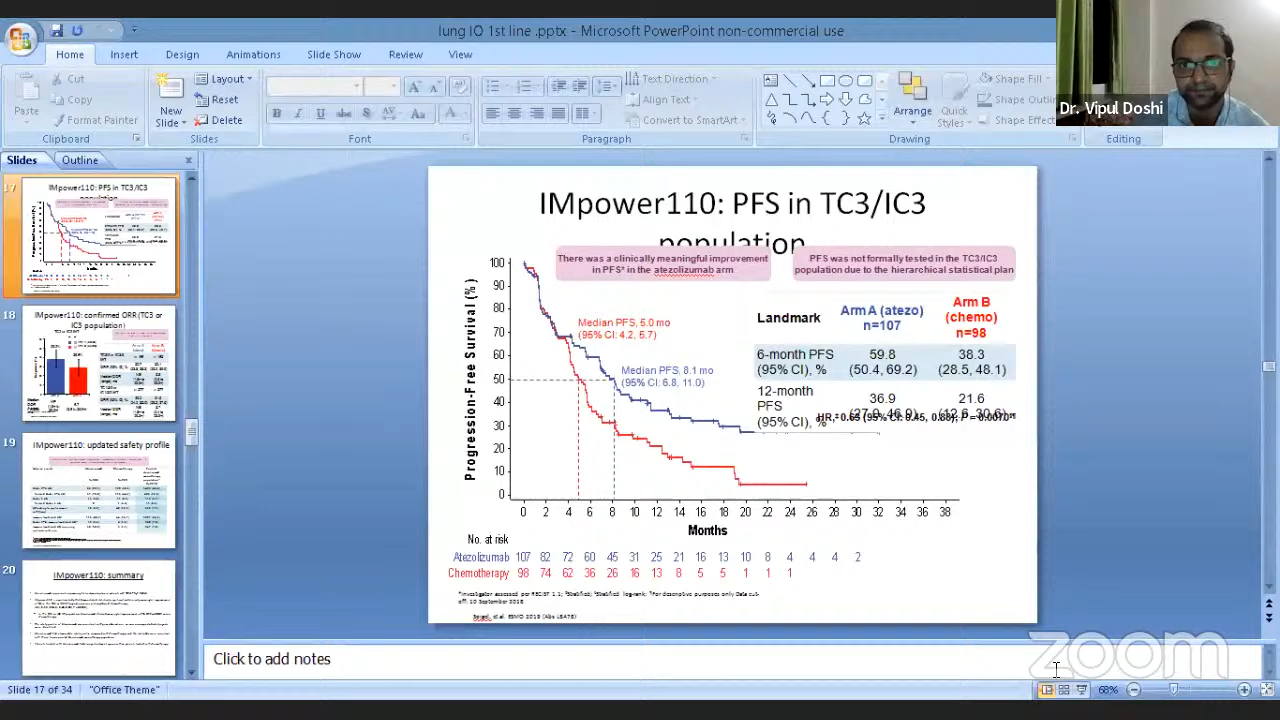 lung IO 1st line .pptx - Microsoft PowerPoint non-commercial use
Home Insert Design Animations Slide Show Review View
Cut
Copy
Format Painter
Paste
Clipboard
New Slide
Layout
Reset
Delete
Slides
Font
Text Direction
Align Text
Convert to SmartArt
Paragraph
Arrange
Quick Styles
Shape Fill
Shape Outli
Shape Effect
Drawing
Editing
Dr. Vipul Doshi
Slides Outline
17
IMpower110: PFS in TC3/IC3
population
18
IMpower110: confirmed ORR (TC3 or
IC3 population)
19
IMpower110: updated safety profile
20
IMpower110: summary
IMpower110: PFS in TC3/IC3
population
There was a clinically meaningful improvement
in PFS* in the atezolizumab arm
PFS was not formally tested in the TC3/IC3
population due to the hierarchical statistical plan
Progression-Free Survival (%)
100
90
80
70
60
50
40
30
20
10
0
Median PFS, 5.0 mo
(95% CI: 4.2, 5.7)
Median PFS, 8.1 mo
(95% CI: 6.8, 11.0)
Landmark
Arm A (atezo)
n=107
Arm B
(chemo)
n=98
6-month PFS
(95% CI), %
59.8
(50.4, 69.2)
38.3
(28.5, 48.1)
12-month
PFS
(95% CI), %
36.9
21.6
0 2 4 6 8 10 12 14 16 18 22 24 26 28 30 32 34 36 38
Months
No. at risk
Atezolizumab 107 82 72 60 45 31 25 21 16 13 10 8 4 4 4 2
Chemotherapy 98 74 62 36 26 16 13 8 5 5 1 1 1
Click to add notes
zoom
Slide 17 of 34 "Office Theme" 68%